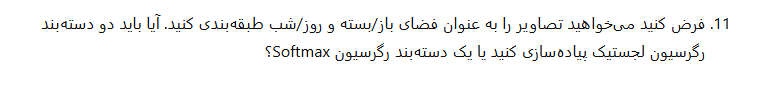 11. فرض کنید می‌خواهید تصاویر را به عنوان فضای باز/بسته و روز/شب طبقه‌بندی کنید. آیا باید دو دسته‌بند
رگرسیون لجستیک پیاده‌سازی کنید یا یک دسته‌بند رگرسیون Softmax؟